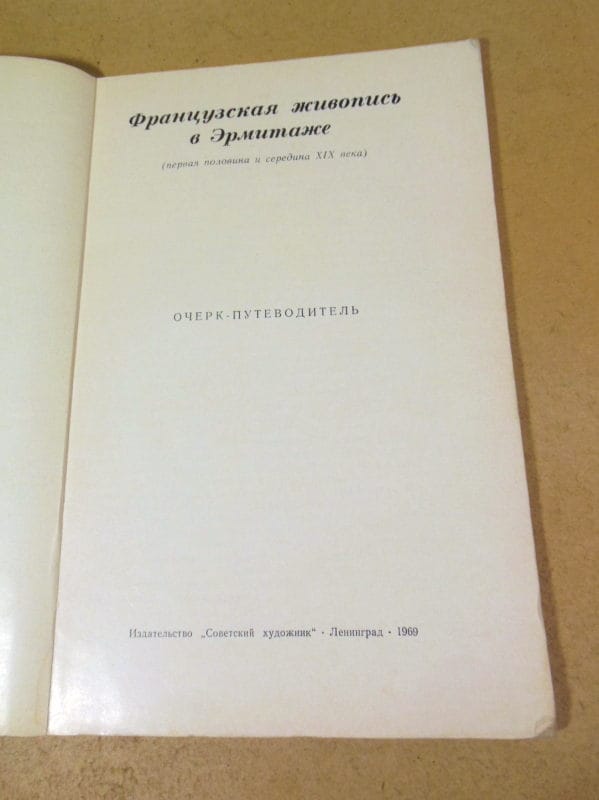 Французская живопись
в Эрмитаже
(первая половина и середина XIX века)
ОЧЕРК-ПУТЕВОДИТЕЛЬ
Издательство „Советский художник“ · Ленинград · 1969